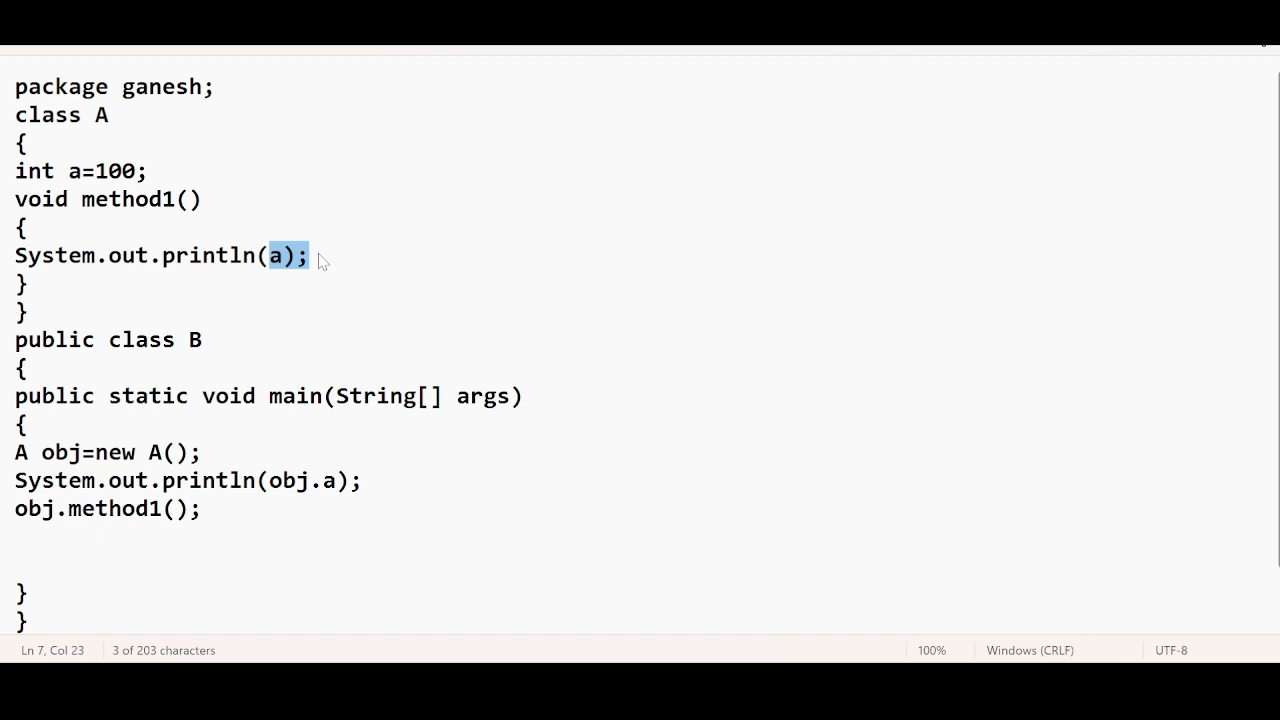 package ganesh;
class A
{
int a=100;
void method1()
{
System.out.println(a);
}
}
public class B
{
public static void main(String[] args)
{
A obj=new A();
System.out.println(obj.a);
obj.method1();
}
}
Ln 7, Col 23 3 of 203 characters 100% Windows (CRLF) UTF-8